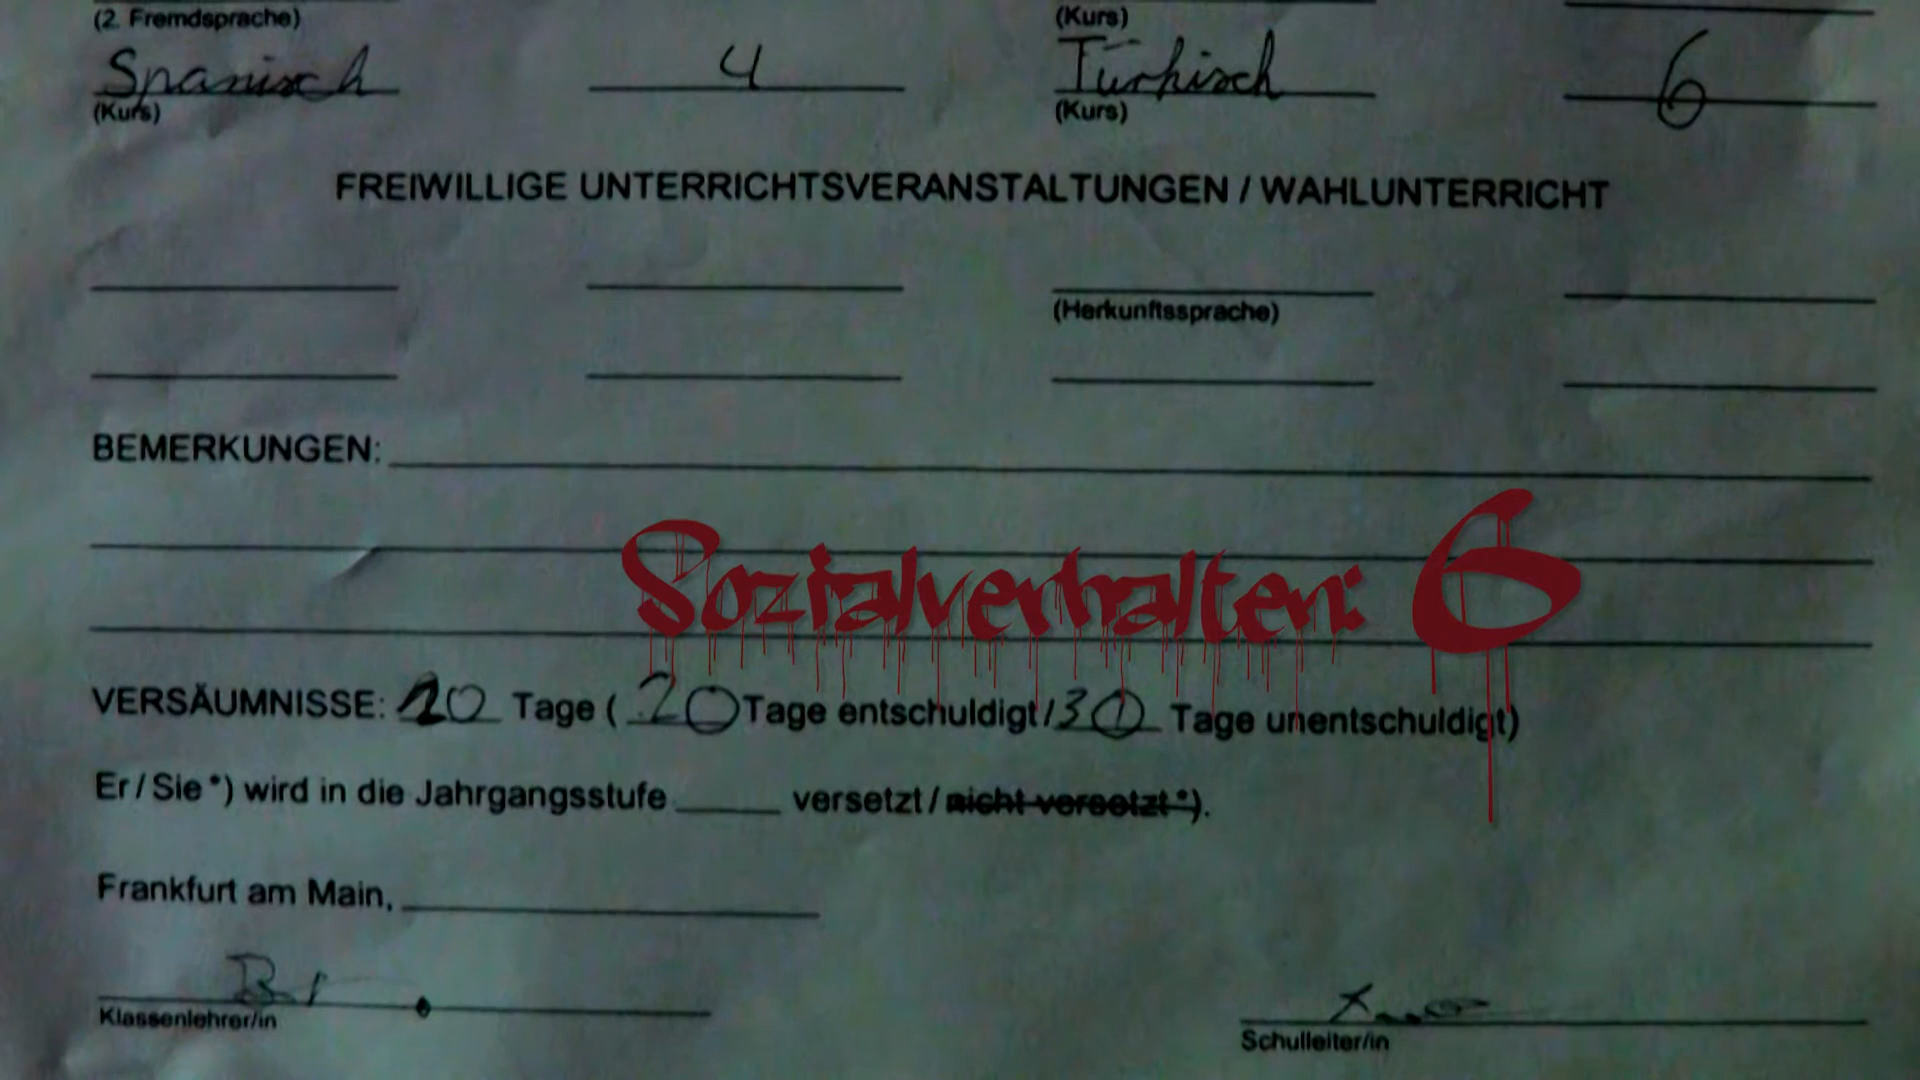 (2. Fremdsprache) (Kurs)
Spanisch 4 Türkisch 6
(Kurs) (Kurs)
FREIWILLIGE UNTERRICHTSVERANSTALTUNGEN / WAHLUNTERRICHT
(Herkunftssprache)
BEMERKUNGEN:
Sozialverhalten: 6
VERSÄUMNISSE: 20 Tage ( 20 Tage entschuldigt / 30 Tage unentschuldigt)
Er / Sie *) wird in die Jahrgangsstufe versetzt / nicht versetzt *).
Frankfurt am Main,
Klassenlehrer/in
Schulleiter/in